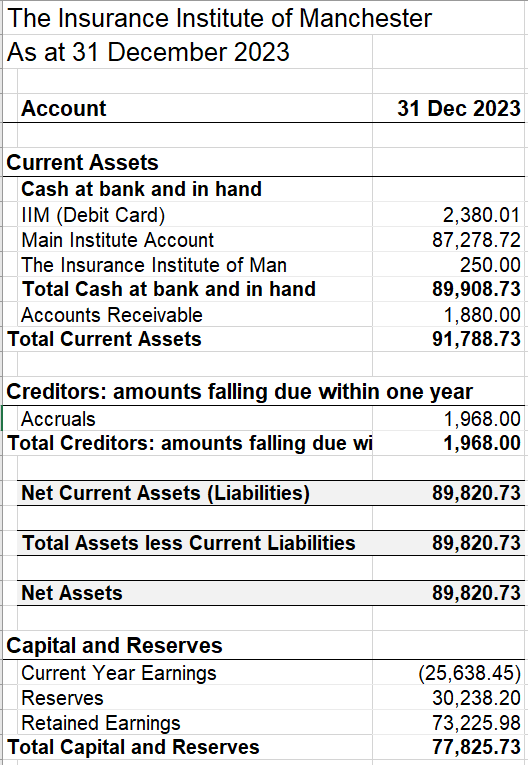 The Insurance Institute of Manchester
As at 31 December 2023
Account 31 Dec 2023
Current Assets
Cash at bank and in hand
IIM (Debit Card) 2,380.01
Main Institute Account 87,278.72
The Insurance Institute of Man 250.00
Total Cash at bank and in hand 89,908.73
Accounts Receivable 1,880.00
Total Current Assets 91,788.73
Creditors: amounts falling due within one year
Accruals 1,968.00
Total Creditors: amounts falling due wi 1,968.00
Net Current Assets (Liabilities) 89,820.73
Total Assets less Current Liabilities 89,820.73
Net Assets 89,820.73
Capital and Reserves
Current Year Earnings (25,638.45)
Reserves 30,238.20
Retained Earnings 73,225.98
Total Capital and Reserves 77,825.73